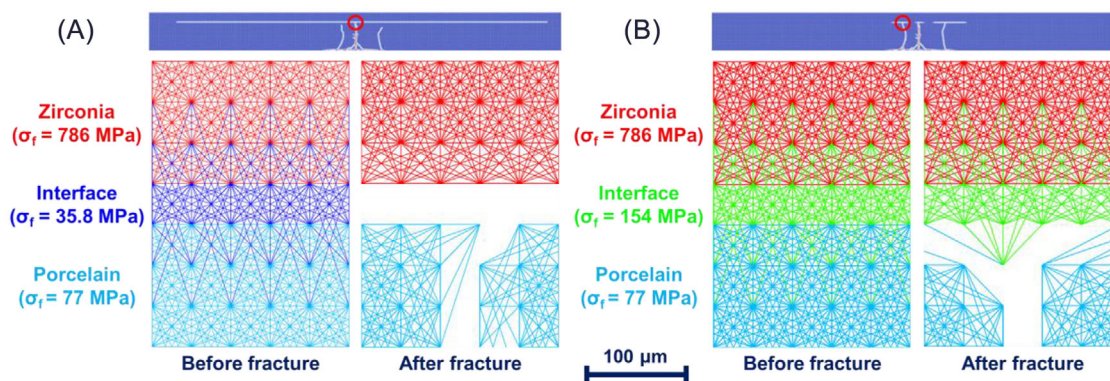 (A)
(B)
Zirconia
(σf = 786 MPa)
Interface
(σf = 35.8 MPa)
Porcelain
(σf = 77 MPa)
Before fracture
After fracture
100 μm
Zirconia
(σf = 786 MPa)
Interface
(σf = 154 MPa)
Porcelain
(σf = 77 MPa)
Before fracture
After fracture